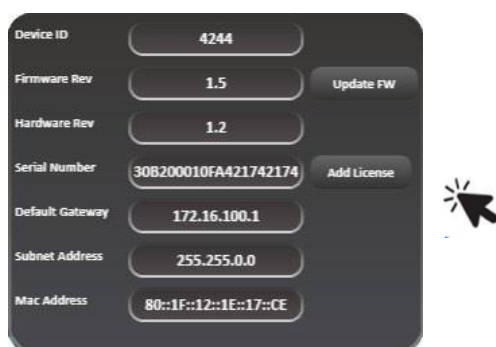 Device ID 4244
Firmware Rev 1.5 Update FW
Hardware Rev 1.2
Serial Number 30B200010FA421742174 Add License
Default Gateway 172.16.100.1
Subnet Address 255.255.0.0
Mac Address 80::1F::12::1E::17::CE